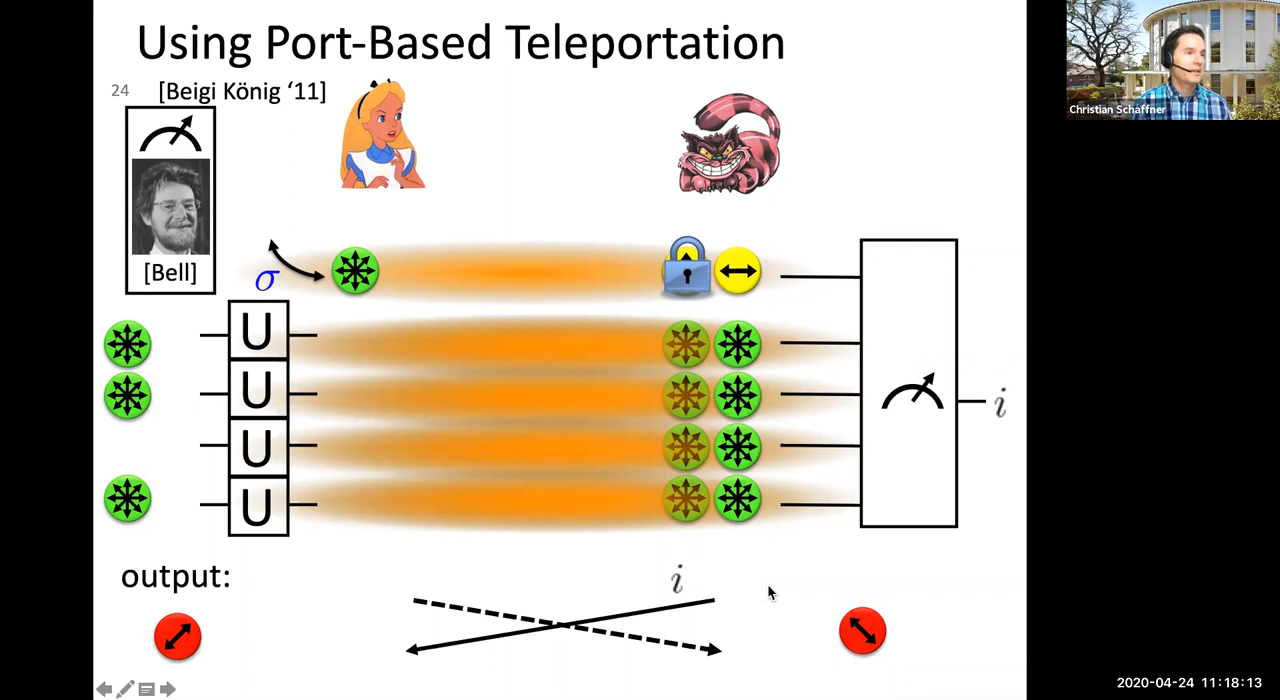 Using Port-Based Teleportation
24
[Beigi König ‘11]
Christian Schaffner
[Bell]
σ
U
U
U
U
i
output:
i
2020-04-24 11:18:13